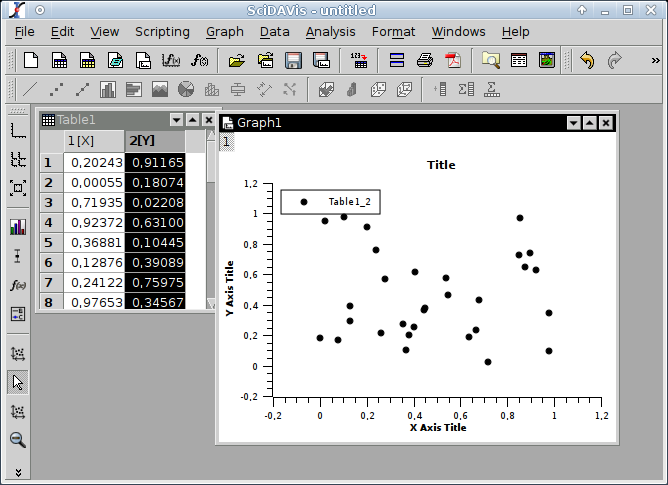 SciDAVis - untitled
File Edit View Scripting Graph Data Analysis Format Windows Help
Table1
1[X] 2[Y]
1 0,20243 0,91165
2 0,00055 0,18074
3 0,71935 0,02208
4 0,92372 0,63100
5 0,36881 0,10445
6 0,12876 0,39089
7 0,24122 0,75975
8 0,97653 0,34567
Graph1
1
Title
Table1_2
Y Axis Title
1,2
1
0,8
0,6
0,4
0,2
0
-0,2
-0,2 0 0,2 0,4 0,6 0,8 1 1,2
X Axis Title